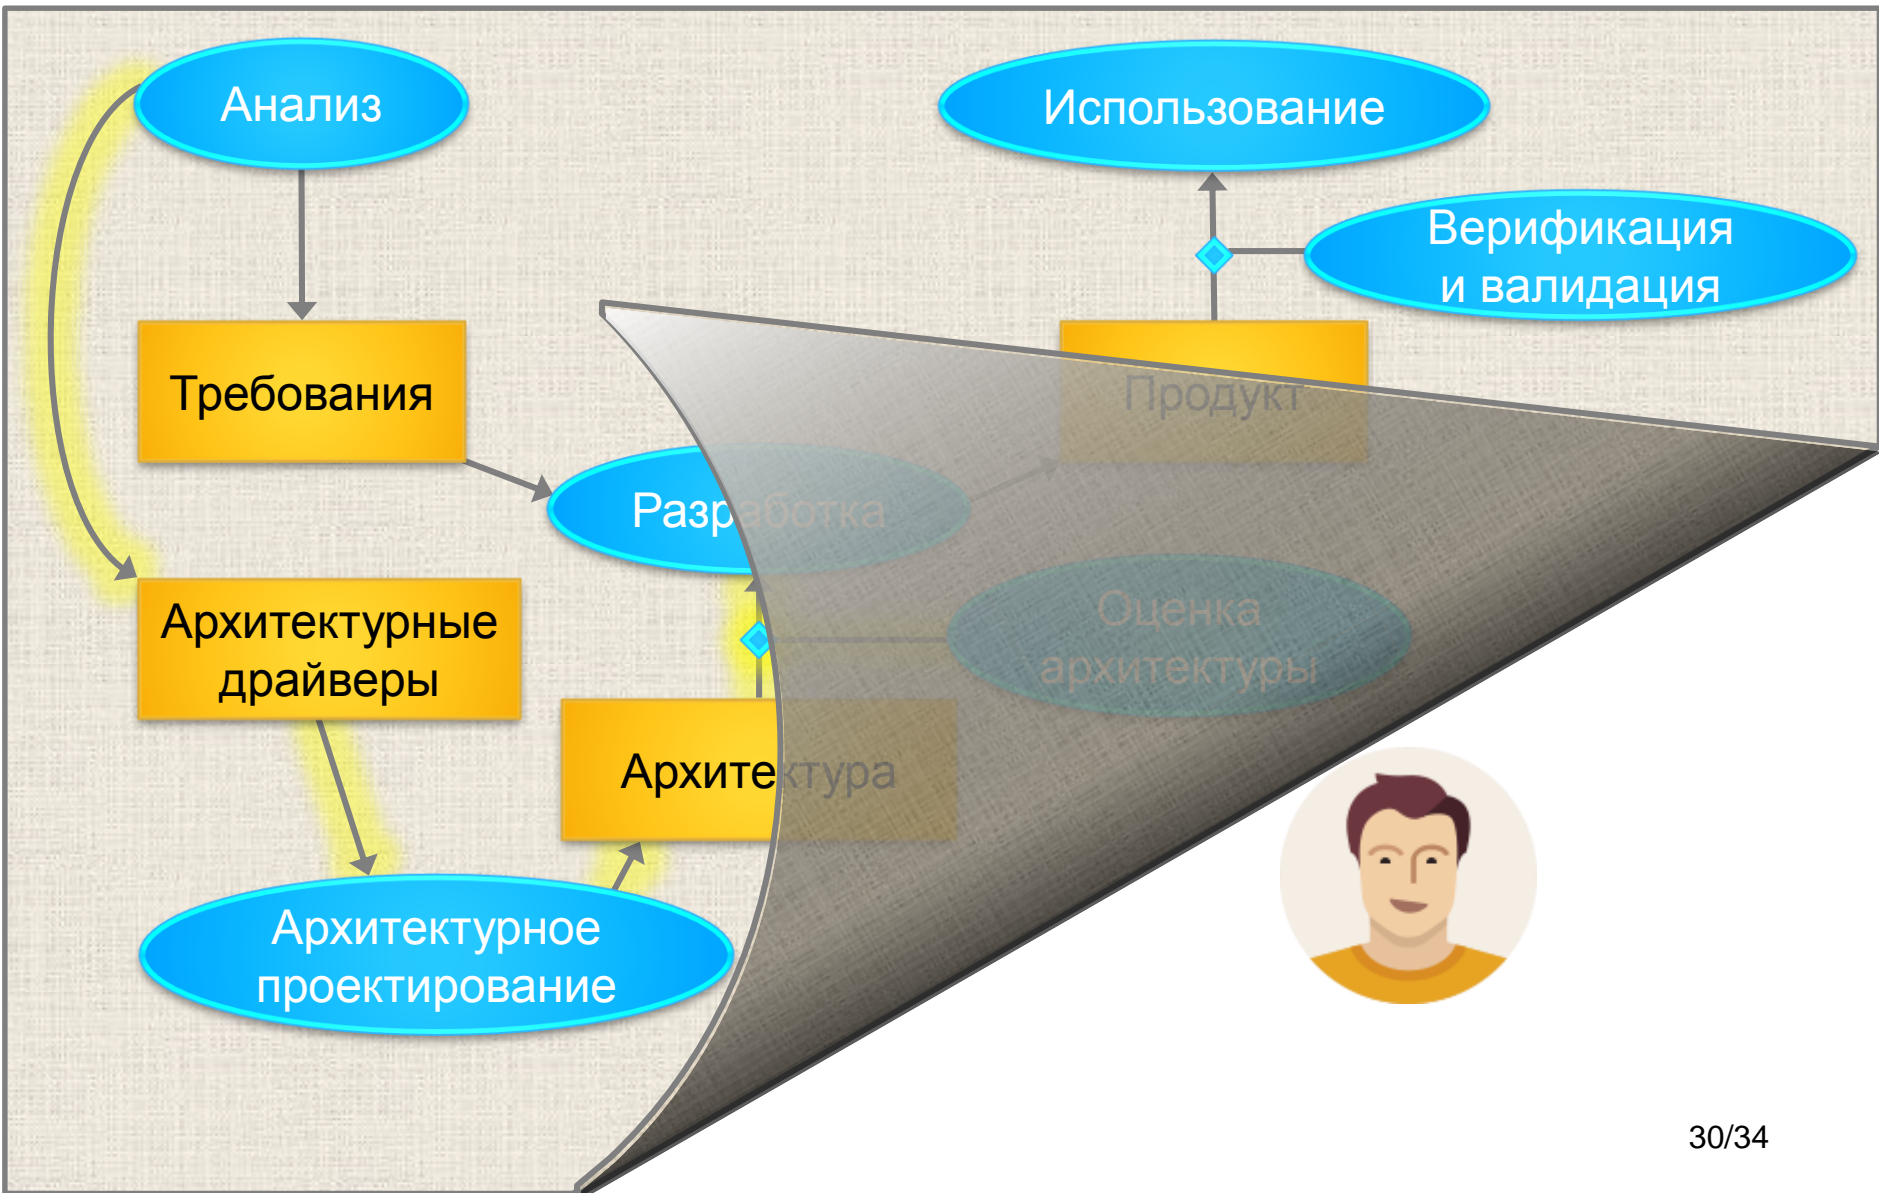 Анализ
Использование
Верификация
и валидация
Требования
Продукт
Разработка
Архитектурные
драйверы
Оценка
архитектуры
Архитектура
Архитектурное
проектирование
30/34